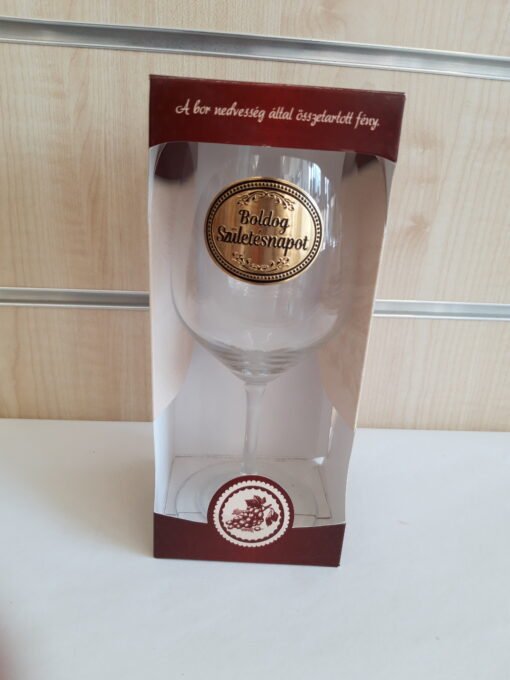 A bor nedvesség által összetartott fény.
Boldog
Születésnapot